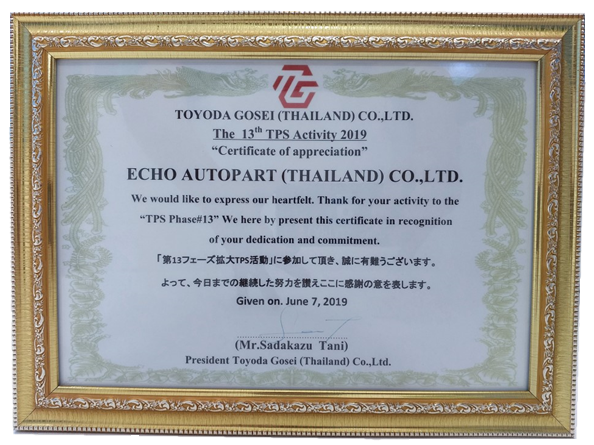 TG
TOYODA GOSEI (THAILAND) CO.,LTD.
The 13th TPS Activity 2019
“Certificate of appreciation”
ECHO AUTOPART (THAILAND) CO.,LTD.
We would like to express our heartfelt. Thank for your activity to the
“TPS Phase#13” We here by present this certificate in recognition
of your dedication and commitment.
「第13フェーズ拡大TPS活動」に参加して頂き、誠に有難うございます。
よって、今日までの継続した努力を讃えここに感謝の意を表します。
Given on. June 7, 2019
(Mr.Sadakazu Tani)
President Toyoda Gosei (Thailand) Co.,Ltd.